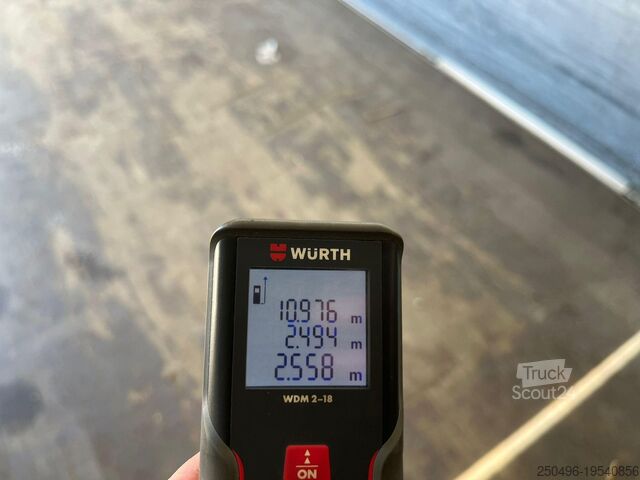 WÜRTH
10.976 m
2.494 m
2.558 m
WDM 2-18
ON
Truck
Scout24
250496-19540856